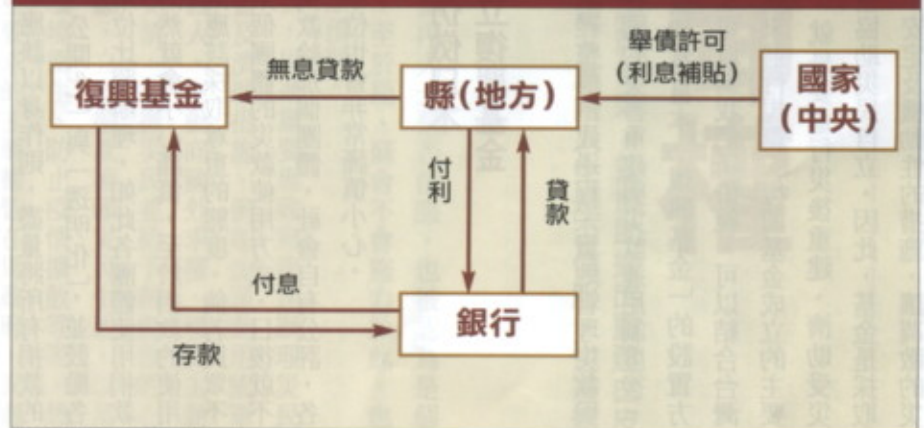 無息貸款
舉債許可
(利息補貼)
復興基金
縣(地方)
國家
(中央)
付利
貸款
付息
銀行
存款